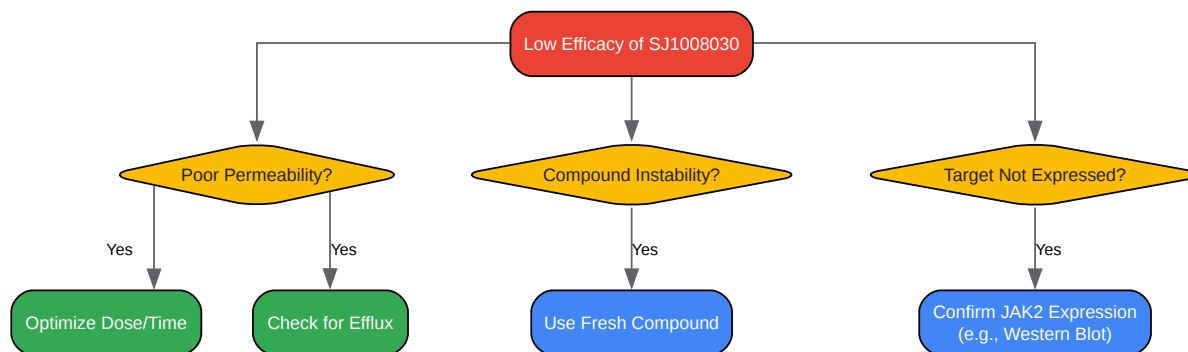 Low Efficacy of SJ1008030
Poor Permeability?
Compound Instability?
Target Not Expressed?
Yes
Yes
Yes
Yes
Optimize Dose/Time
Check for Efflux
Use Fresh Compound
Confirm JAK2 Expression
(e.g., Western Blot)